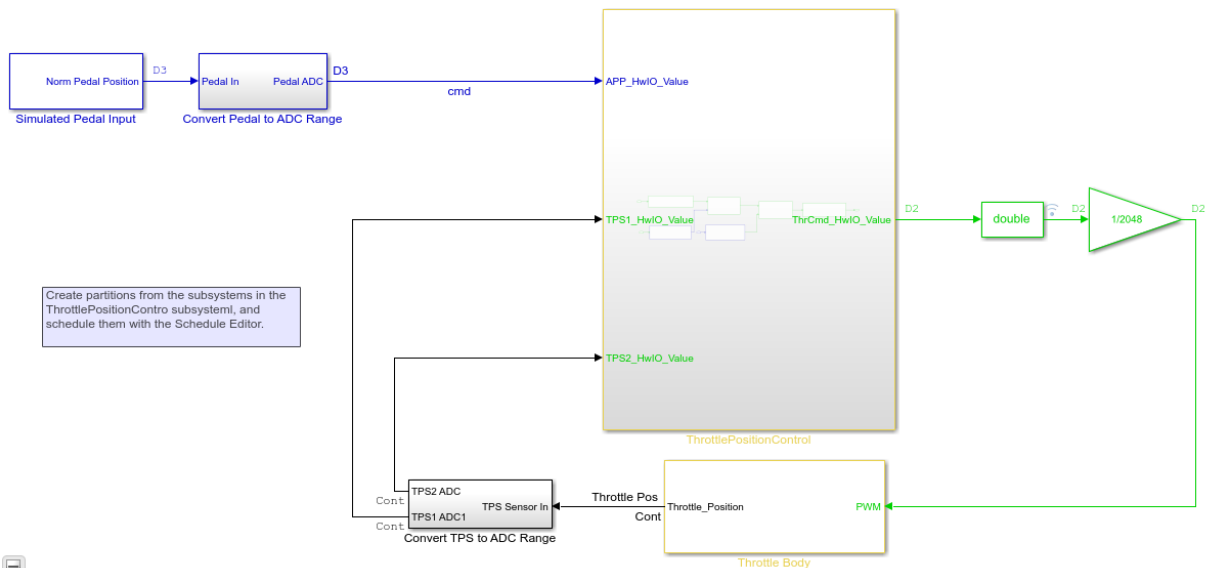 D3
D3
Norm Pedal Position
Pedal In
Pedal ADC
APP_HwIO_Value
cmd
Simulated Pedal Input
Convert Pedal to ADC Range
TPS1_HwIO_Value
ThrCmd_HwIO_Value
D2
double
D2
1/2048
D2
Create partitions from the subsystems in the
ThrottlePositionContro subsysteml, and
schedule them with the Schedule Editor.
TPS2_HwIO_Value
ThrottlePositionControl
TPS2 ADC
Cont
TPS Sensor In
TPS1 ADC1
Cont
Convert TPS to ADC Range
Throttle Pos
Cont
Throttle_Position
PWM
Throttle Body